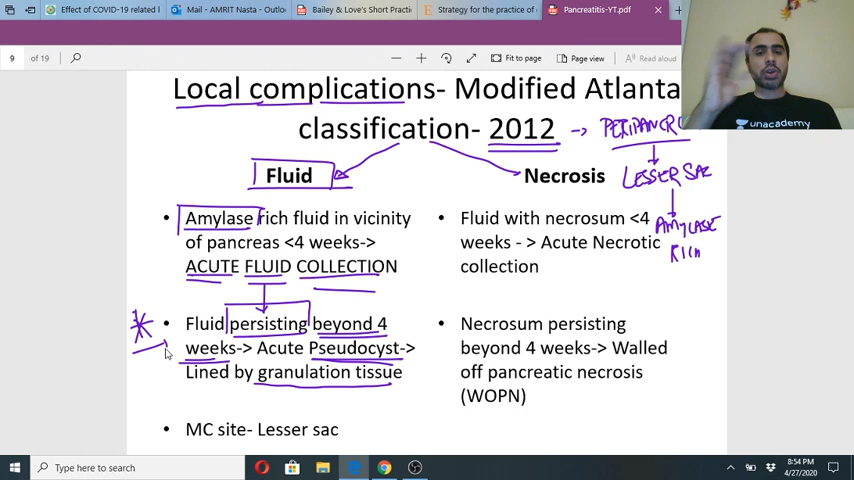 Effect of COVID-19 related l
Mail - AMRIT Nasta - Outlo
Bailey & Love's Short Practi
Strategy for the practice of
Pancreatitis-YT.pdf
9 of 19
Fit to page
Page view
Read aloud
Local complications- Modified Atlanta
classification- 2012
PERIPANCR
unacademy
Fluid
Necrosis
LESSER SAC
AMYLASE
RICH
Amylase rich fluid in vicinity
of pancreas <4 weeks->
ACUTE FLUID COLLECTION
Fluid with necrosum <4
weeks - > Acute Necrotic
collection
Fluid persisting beyond 4
weeks-> Acute Pseudocyst->
Lined by granulation tissue
Necrosum persisting
beyond 4 weeks-> Walled
off pancreatic necrosis
(WOPN)
MC site- Lesser sac
Type here to search
8:54 PM
4/27/2020